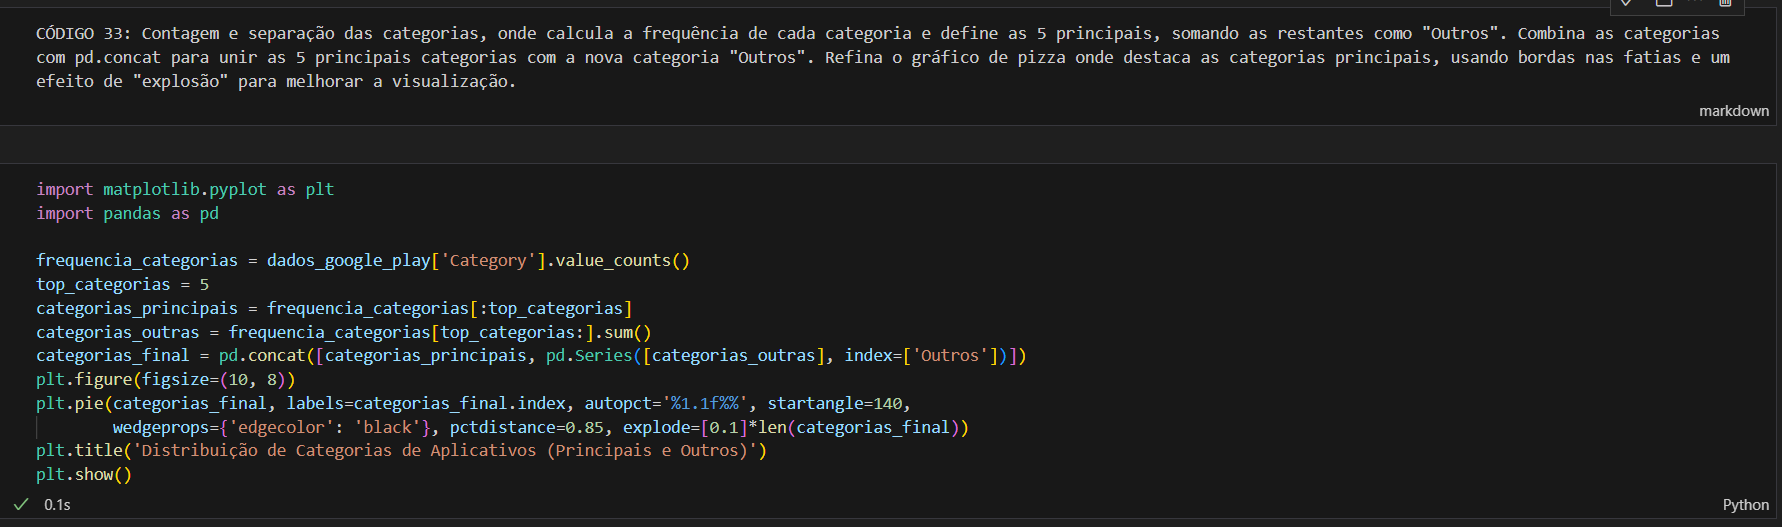 CÓDIGO 33: Contagem e separação das categorias, onde calcula a frequência de cada categoria e define as 5 principais, somando as restantes como "Outros". Combina as categorias
com pd.concat para unir as 5 principais categorias com a nova categoria "Outros". Refina o gráfico de pizza onde destaca as categorias principais, usando bordas nas fatias e um
efeito de "explosão" para melhorar a visualização.
markdown
import matplotlib.pyplot as plt
import pandas as pd
frequencia_categorias = dados_google_play['Category'].value_counts()
top_categorias = 5
categorias_principais = frequencia_categorias[:top_categorias]
categorias_outras = frequencia_categorias[top_categorias:].sum()
categorias_final = pd.concat([categorias_principais, pd.Series([categorias_outras], index=['Outros'])])
plt.figure(figsize=(10, 8))
plt.pie(categorias_final, labels=categorias_final.index, autopct='%1.1f%%', startangle=140,
wedgeprops={'edgecolor': 'black'}, pctdistance=0.85, explode=[0.1]*len(categorias_final))
plt.title('Distribuição de Categorias de Aplicativos (Principais e Outros)')
plt.show()
0.1s
Python